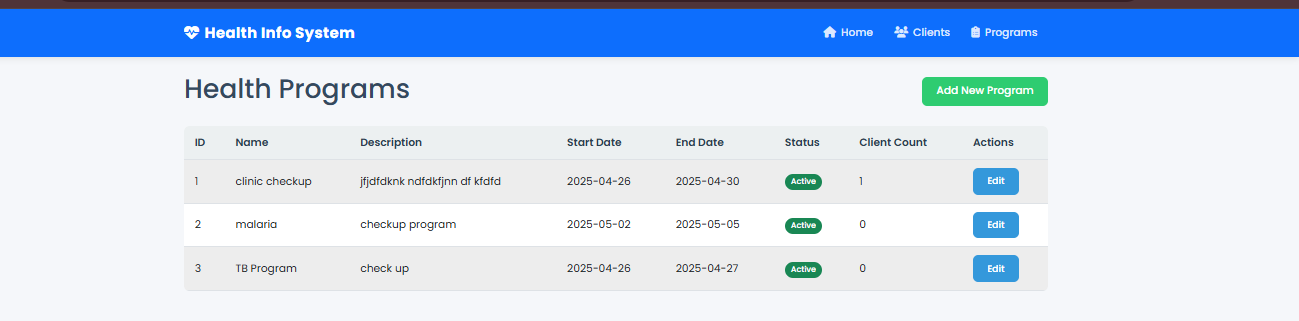 Health Info System Home Clients Programs
Health Programs Add New Program
ID Name Description Start Date End Date Status Client Count Actions
1 clinic checkup jfjdfdknk ndfdkfjnn df kfdfd 2025-04-26 2025-04-30 Active 1 Edit
2 malaria checkup program 2025-05-02 2025-05-05 Active 0 Edit
3 TB Program check up 2025-04-26 2025-04-27 Active 0 Edit